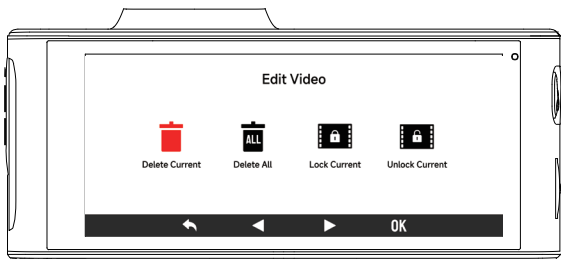 Edit Video
ALL
Delete Current
Delete All
Lock Current
Unlock Current
OK